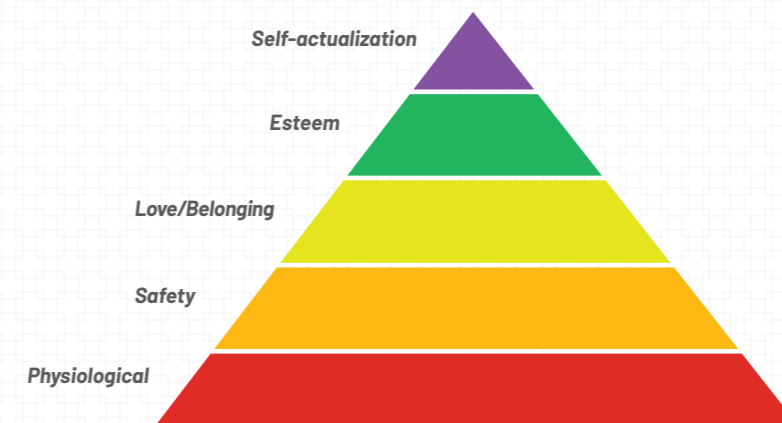 Self-actualization
Esteem
Love/Belonging
Safety
Physiological